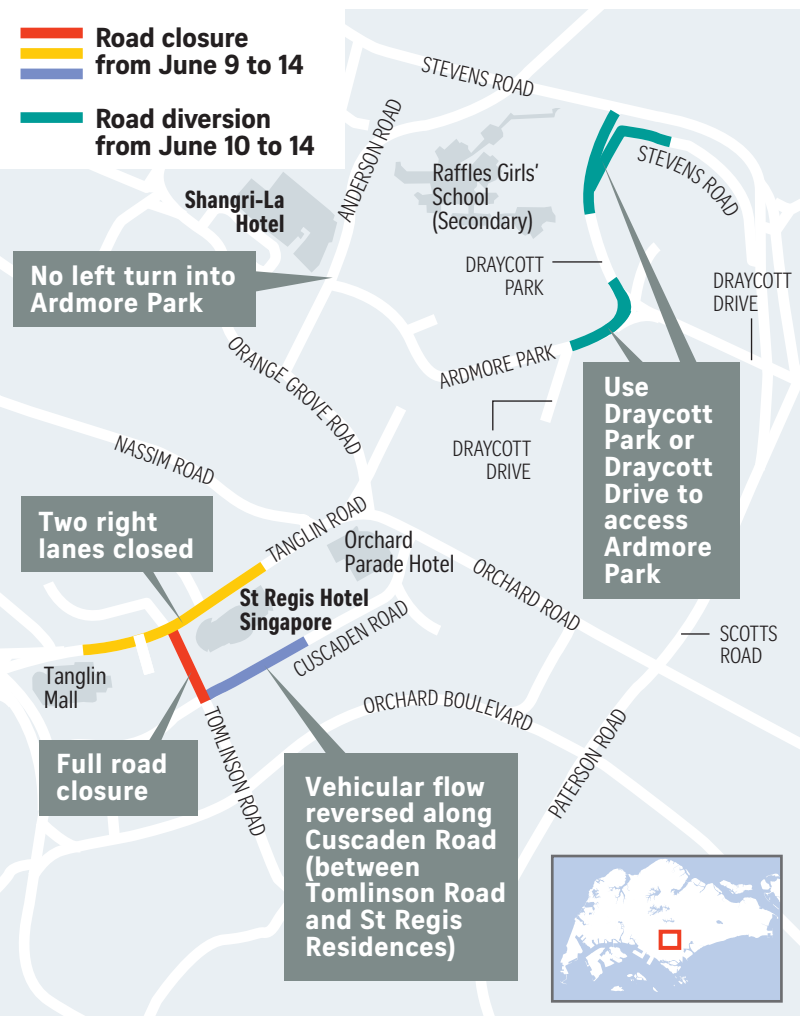 Road closure
from June 9 to 14
Road diversion
from June 10 to 14
STEVENS ROAD
ANDERSON ROAD
Raffles Girls'
School
(Secondary)
STEVENS ROAD
Shangri-La
Hotel
No left turn into
Ardmore Park
DRAYCOTT
PARK
DRAYCOTT
DRIVE
ORANGE GROVE ROAD
ARDMORE PARK
Use
Draycott
Park or
Draycott
Drive to
access
Ardmore
Park
DRAYCOTT
DRIVE
NASSIM ROAD
Two right
lanes closed
TANGLIN ROAD
Orchard
Parade Hotel
ORCHARD ROAD
St Regis Hotel
Singapore
CUSCADEN ROAD
SCOTTS
ROAD
Tanglin
Mall
ORCHARD BOULEVARD
TOMLINSON ROAD
PATERSON ROAD
Full road
closure
Vehicular flow
reversed along
Cuscaden Road
(between
Tomlinson Road
and St Regis
Residences)